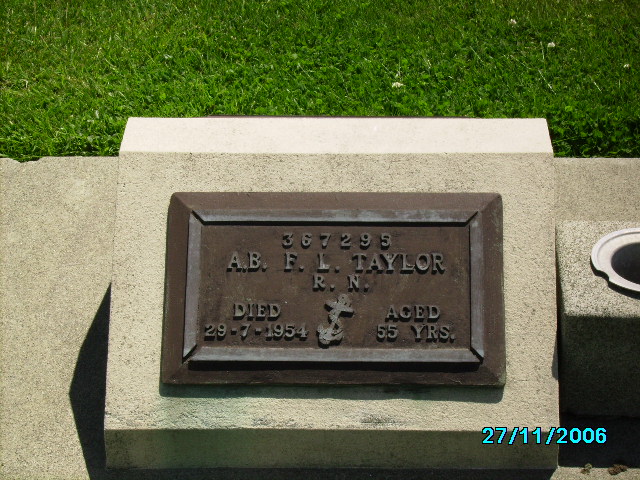 367295
A.B. F. L. TAYLOR
R. N.
DIED AGED
29-7-1954 55 YRS.
27/11/2006